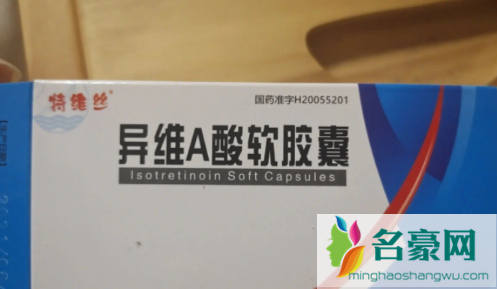 特维丝®
国药准字H20055201
异维A酸软胶囊
Isotretinoin Soft Capsules
名豪网
minghaoshangwu.com